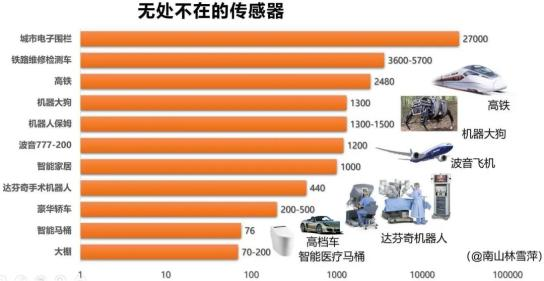 无处不在的传感器
城市电子围栏 27000
铁路维修检测车 3600-5700
高铁 2480
高铁
机器大狗 1300
机器大狗
机器人保姆 1300-1500
波音777-200 1200
波音飞机
智能家居 1000
达芬奇手术机器人 440
达芬奇机器人
豪华轿车 200-500
智能马桶 76
高档车
智能医疗马桶
大棚 70-200
(@南山林雪萍)
1 10 100 1000 10000 100000